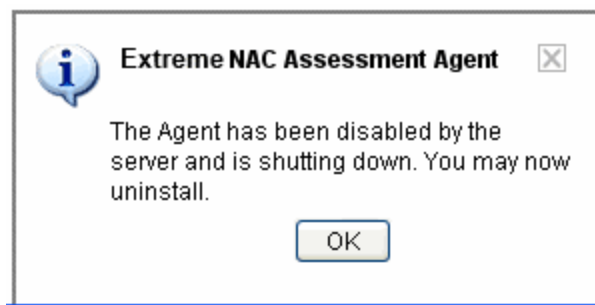 Extreme NAC Assessment Agent
The Agent has been disabled by the
server and is shutting down. You may now
uninstall.
OK